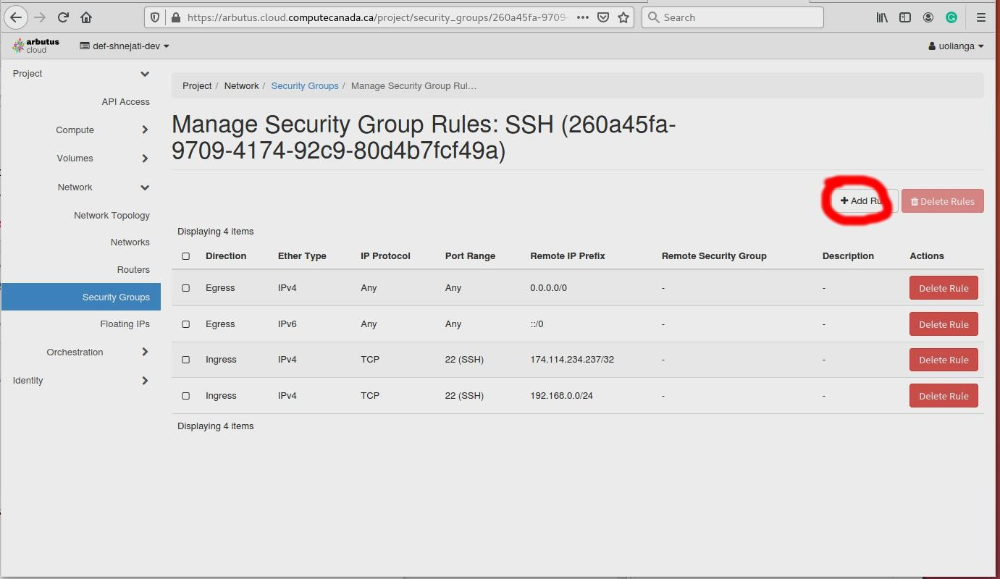 https://arbutus.cloud.computecanada.ca/project/security_groups/260a45fa-9709-
Search
arbutus
cloud
def-shnejati-dev
uolianga
Project
API Access
Compute
Volumes
Network
Network Topology
Networks
Routers
Security Groups
Floating IPs
Orchestration
Identity
Project / Network / Security Groups / Manage Security Group Rul...
Manage Security Group Rules: SSH (260a45fa-
9709-4174-92c9-80d4b7fcf49a)
Add Ru
Delete Rules
Displaying 4 items
Direction Ether Type IP Protocol Port Range Remote IP Prefix Remote Security Group Description Actions
Egress IPv4 Any Any 0.0.0.0/0 - - Delete Rule
Egress IPv6 Any Any ::/0 - - Delete Rule
Ingress IPv4 TCP 22 (SSH) 174.114.234.237/32 - - Delete Rule
Ingress IPv4 TCP 22 (SSH) 192.168.0.0/24 - - Delete Rule
Displaying 4 items